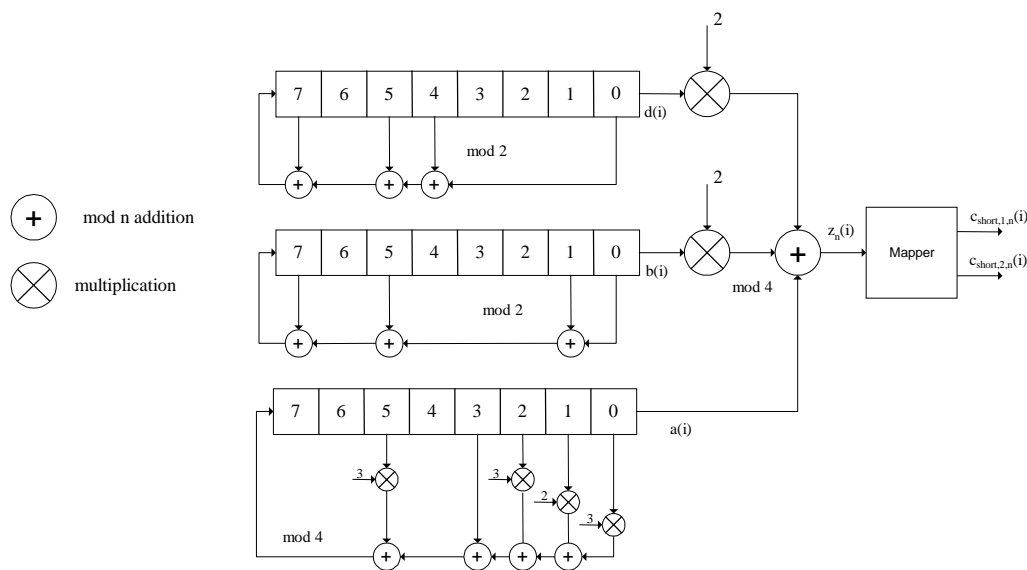 2
7 6 5 4 3 2 1 0
d(i)
mod 2
+ + +
+ mod n addition
2
7 6 5 4 3 2 1 0
b(i)
+
z_n(i)
Mapper
c_short,1,n(i)
c_short,2,n(i)
multiplication
mod 4
mod 2
+ + +
7 6 5 4 3 2 1 0
a(i)
3
3
2
3
mod 4
+ + + +